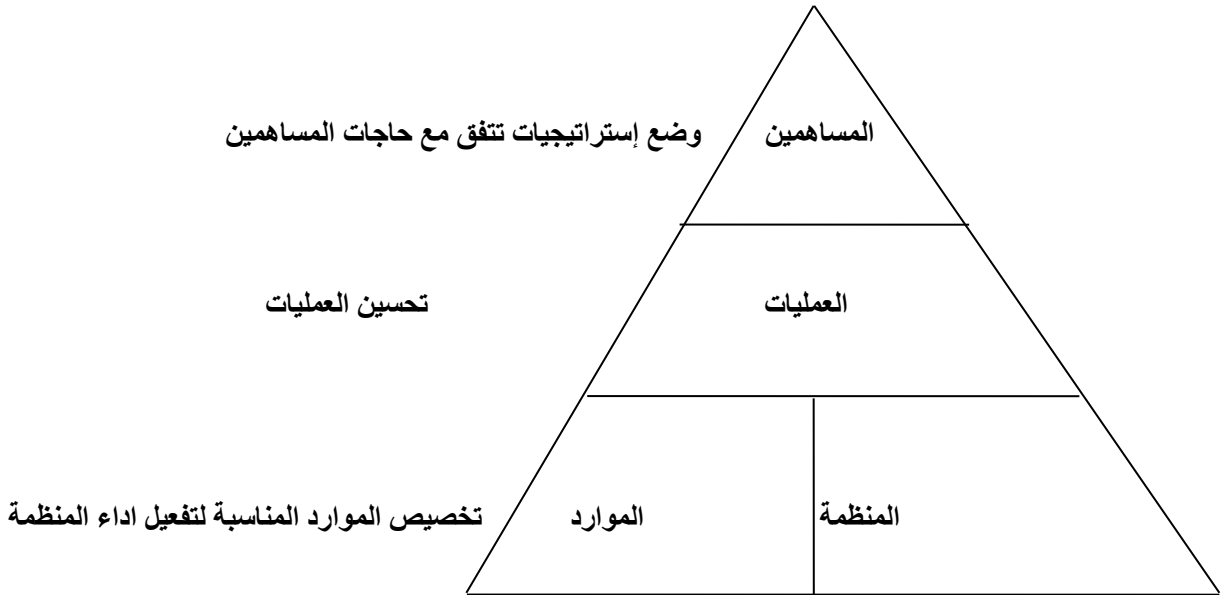 المساهمين
وضع إستراتيجيات تتفق مع حاجات المساهمين
العمليات
تحسين العمليات
المنظمة
الموارد
تخصيص الموارد المناسبة لتفعيل اداء المنظمة